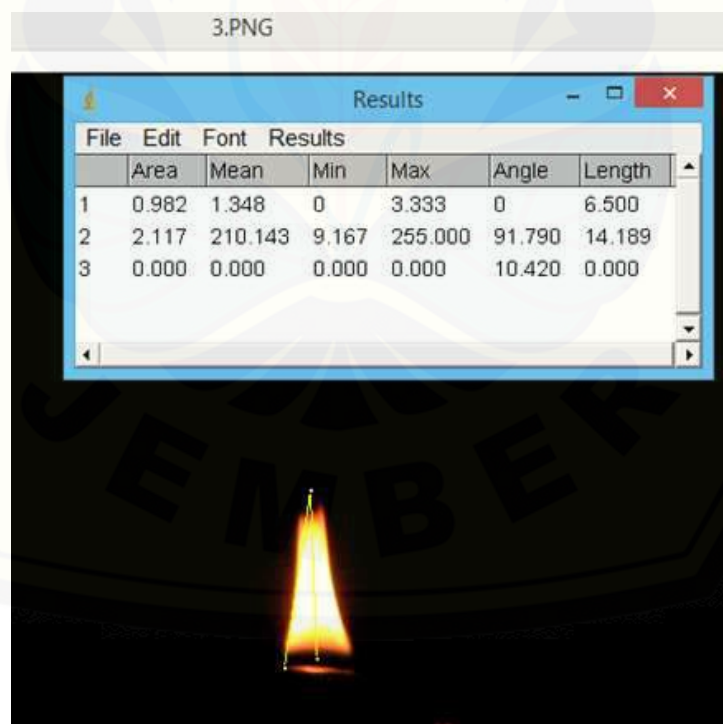 3.PNG
Results
File Edit Font Results
Area Mean Min Max Angle Length
1 0.982 1.348 0 3.333 0 6.500
2 2.117 210.143 9.167 255.000 91.790 14.189
3 0.000 0.000 0.000 0.000 10.420 0.000
JEMBER